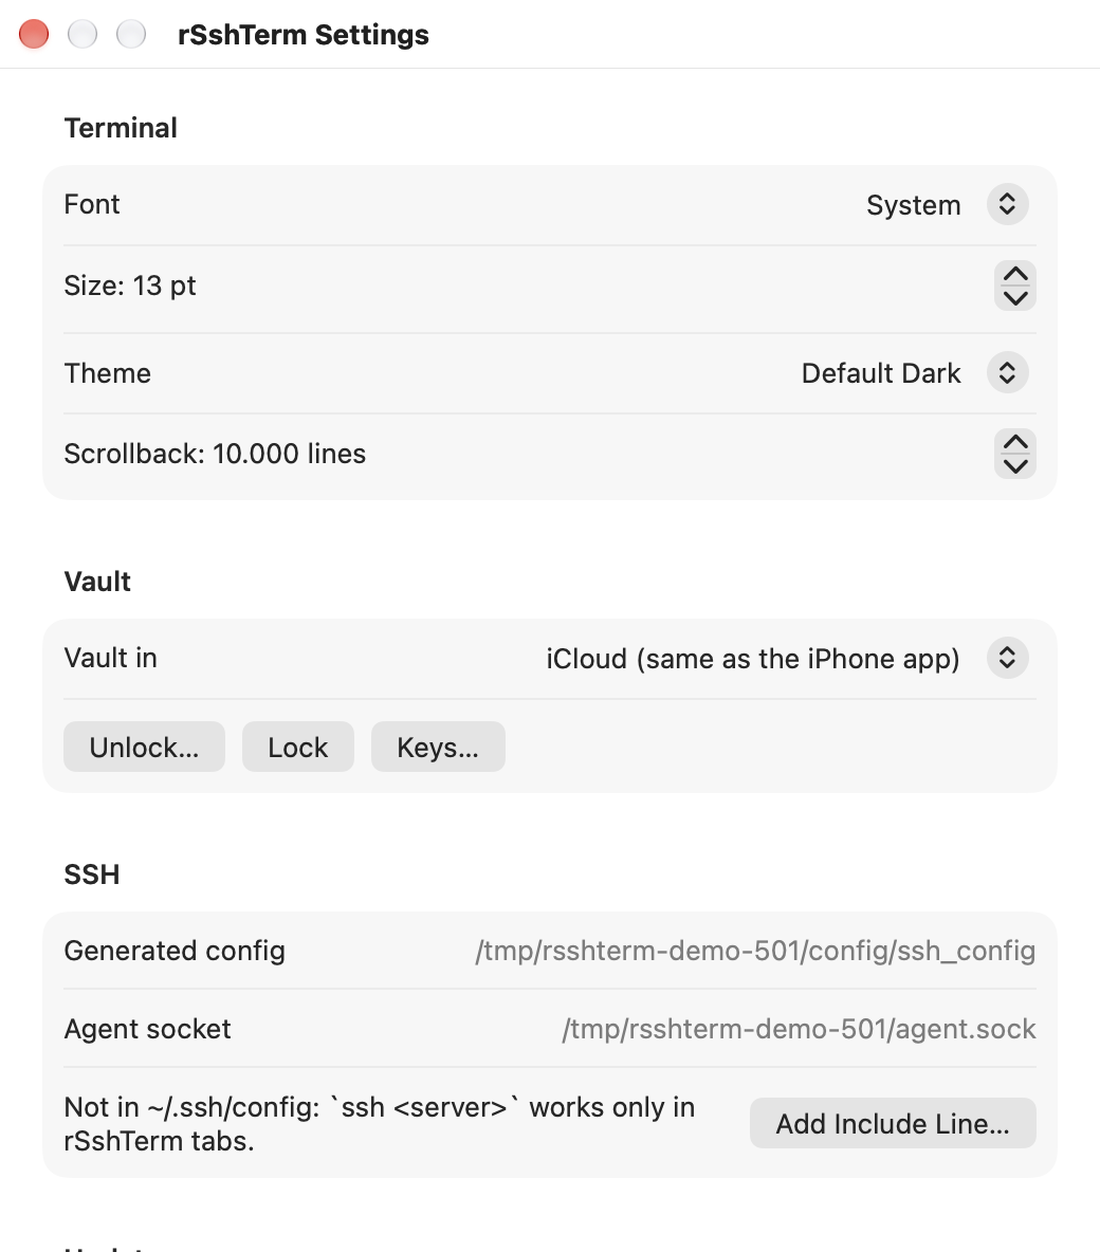 rSshTerm Settings
Terminal
Font
System
Size: 13 pt
Theme
Default Dark
Scrollback: 10.000 lines
Vault
Vault in
iCloud (same as the iPhone app)
Unlock...
Lock
Keys...
SSH
Generated config
/tmp/rsshterm-demo-501/config/ssh_config
Agent socket
/tmp/rsshterm-demo-501/agent.sock
Not in ~/.ssh/config: `ssh <server>` works only in
rSshTerm tabs.
Add Include Line...